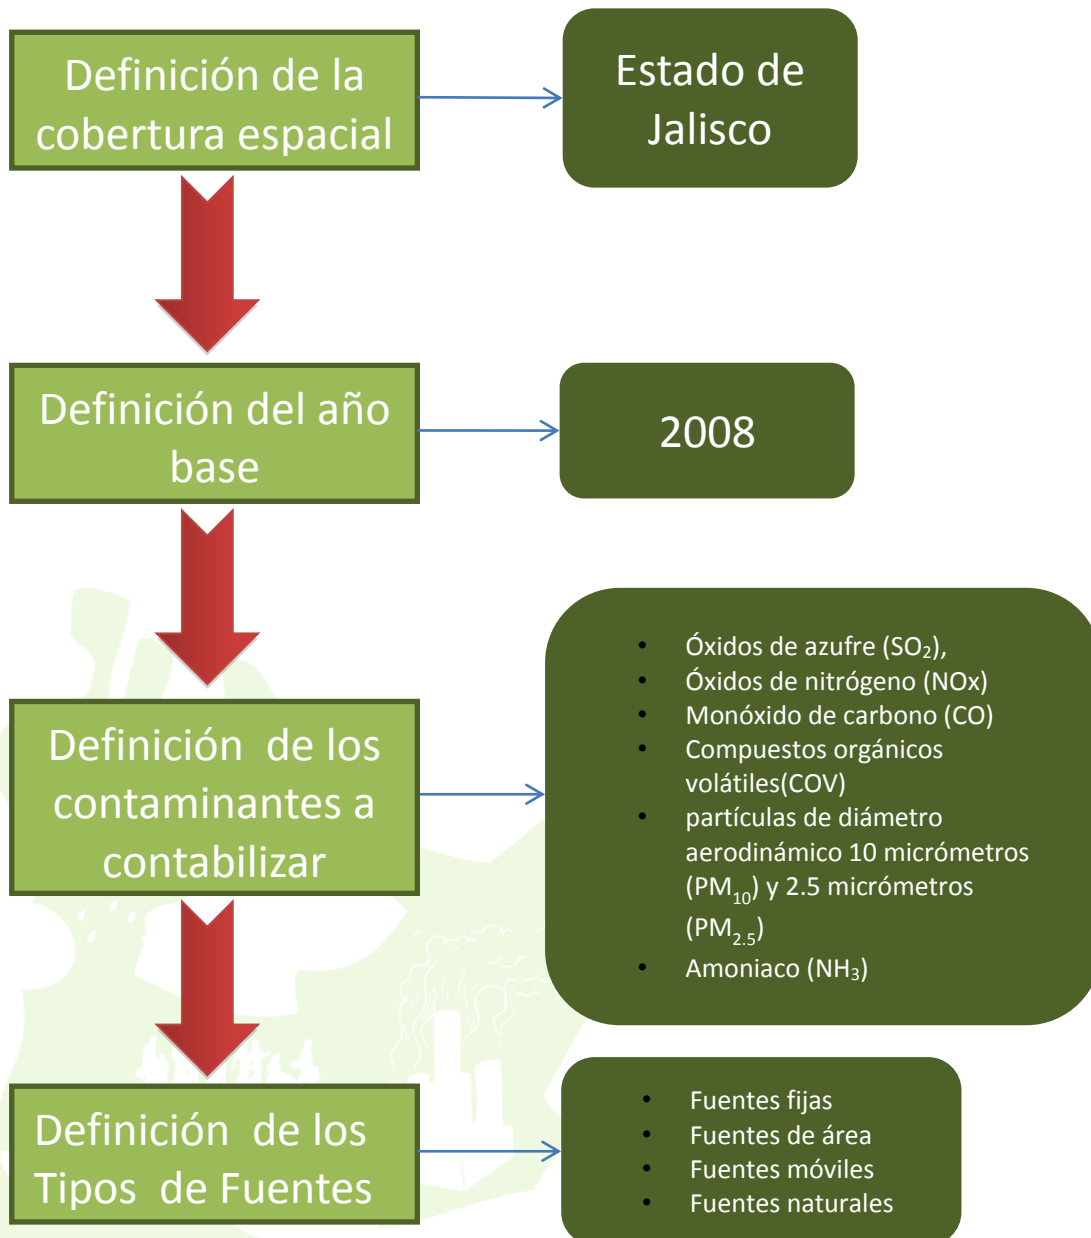 Definición de la
cobertura espacial
Estado de
Jalisco
Definición del año
base
2008
Definición  de los
contaminantes a
contabilizar
• Óxidos de azufre (SO₂),
• Óxidos de nitrógeno (NOx)
• Monóxido de carbono (CO)
• Compuestos orgánicos
volátiles(COV)
• partículas de diámetro
aerodinámico 10 micrómetros
(PM₁₀) y 2.5 micrómetros
(PM₂.₅)
• Amoniaco (NH₃)
Definición  de los
Tipos  de Fuentes
• Fuentes fijas
• Fuentes de área
• Fuentes móviles
• Fuentes naturales